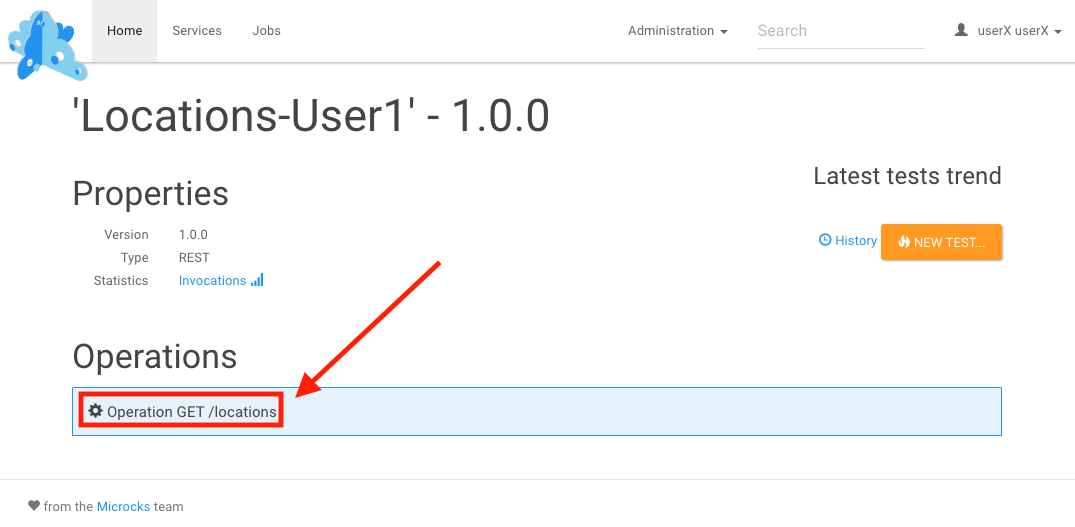 Home Services Jobs Administration Search userX userX
'Locations-User1' - 1.0.0
Latest tests trend
Properties
Version 1.0.0
History NEW TEST...
Type REST
Statistics Invocations
Operations
Operation GET /locations
from the Microcks team